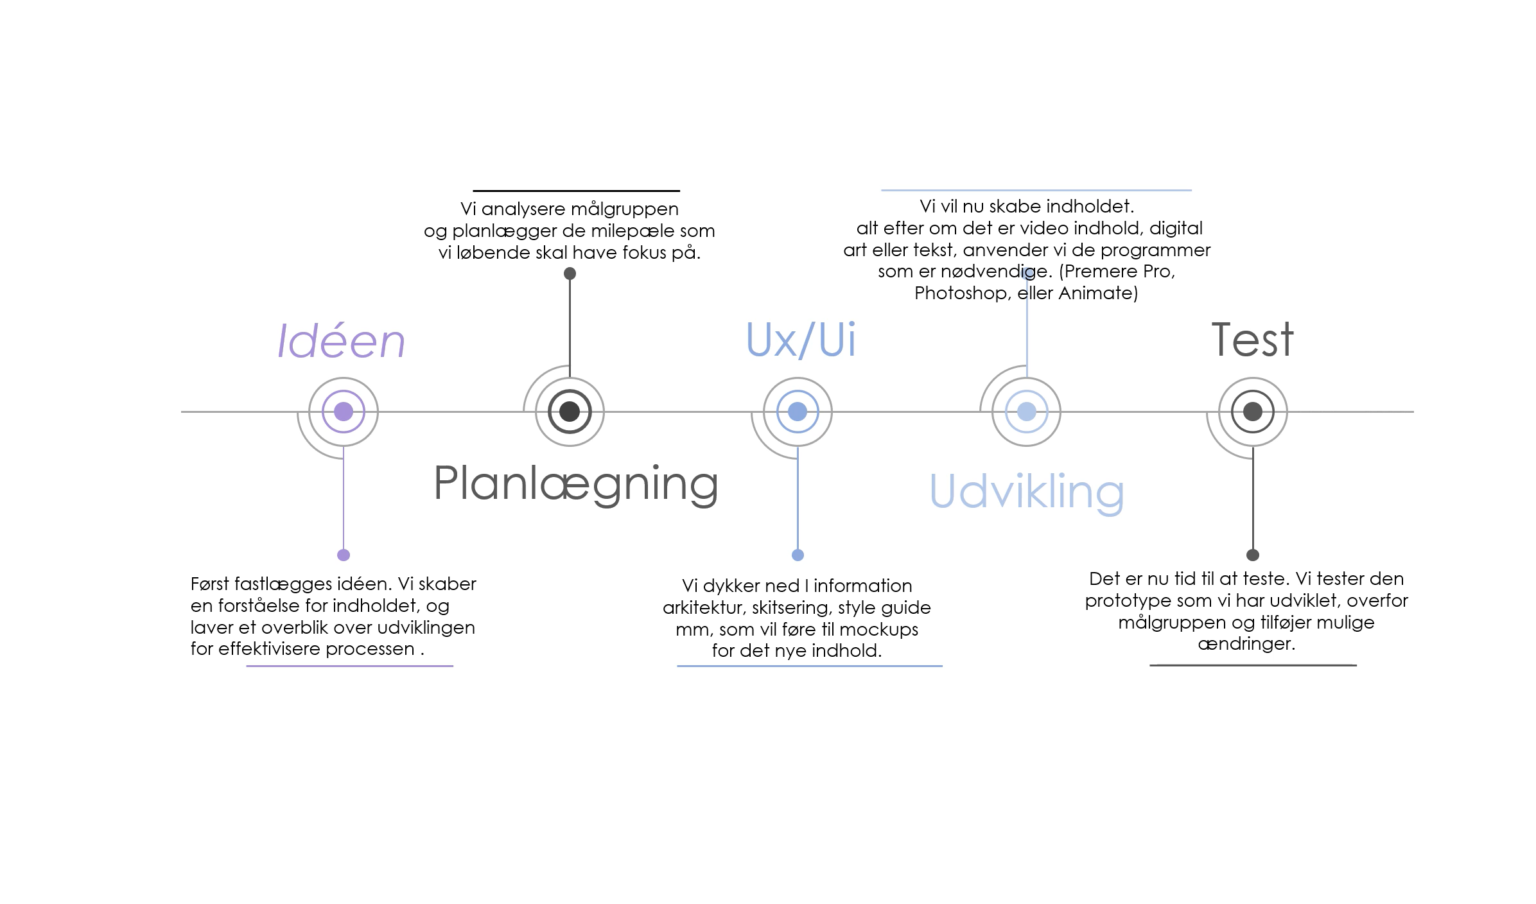 Idéen
Først fastlægges idéen. Vi skaber
en forståelse for indholdet, og
laver et overblik over udviklingen
for effektivisere processen .
Vi analysere målgruppen
og planlægger de milepæle som
vi løbende skal have fokus på.
Planlægning
Ux/Ui
Vi dykker ned I information
arkitektur, skitsering, style guide
mm, som vil føre til mockups
for det nye indhold.
Vi vil nu skabe indholdet.
alt efter om det er video indhold, digital
art eller tekst, anvender vi de programmer
som er nødvendige. (Premere Pro,
Photoshop, eller Animate)
Udvikling
Test
Det er nu tid til at teste. Vi tester den
prototype som vi har udviklet, overfor
målgruppen og tilføjer mulige
ændringer.